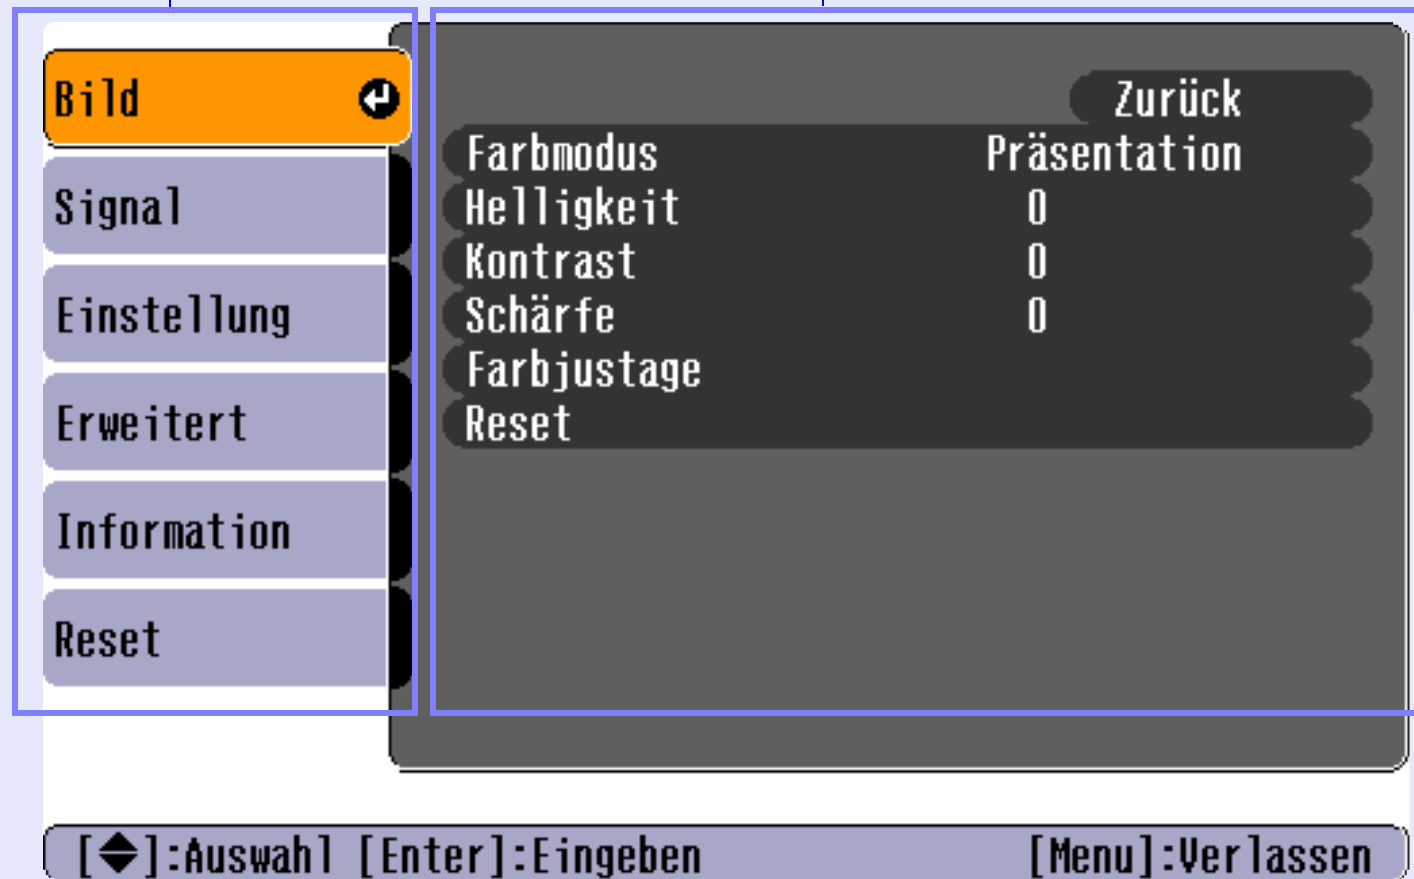 Bild
Signal
Einstellung
Erweitert
Information
Reset
Zurück
Farbmodus Präsentation
Helligkeit 0
Kontrast 0
Schärfe 0
Farbjustage
Reset
[◆]:Auswahl [Enter]:Eingeben [Menu]:Verlassen